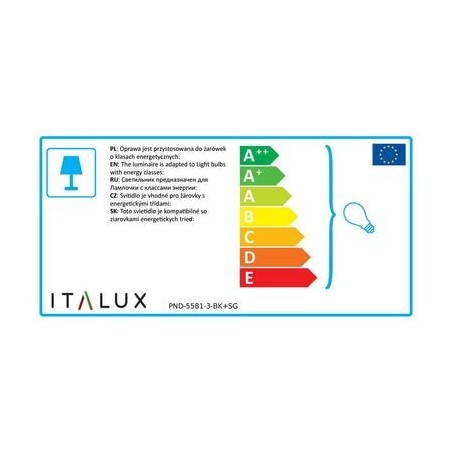 PL: Oprawa jest przystosowana do żarówek
o klasach energetycznych:
EN: The luminaire is adapted to Light bulbs
with energy classes:
RU: Светильник предназначен для
Лампочки с классами энергии:
CZ: Svítidlo je vhodné pro žárovky s
energetickými třídami:
SK: Toto svietidlo je kompatibilné so
ziarovkami energetických tried:
A++
A+
A
B
C
D
E
ITALUX
PND-5581-3-BK+SG